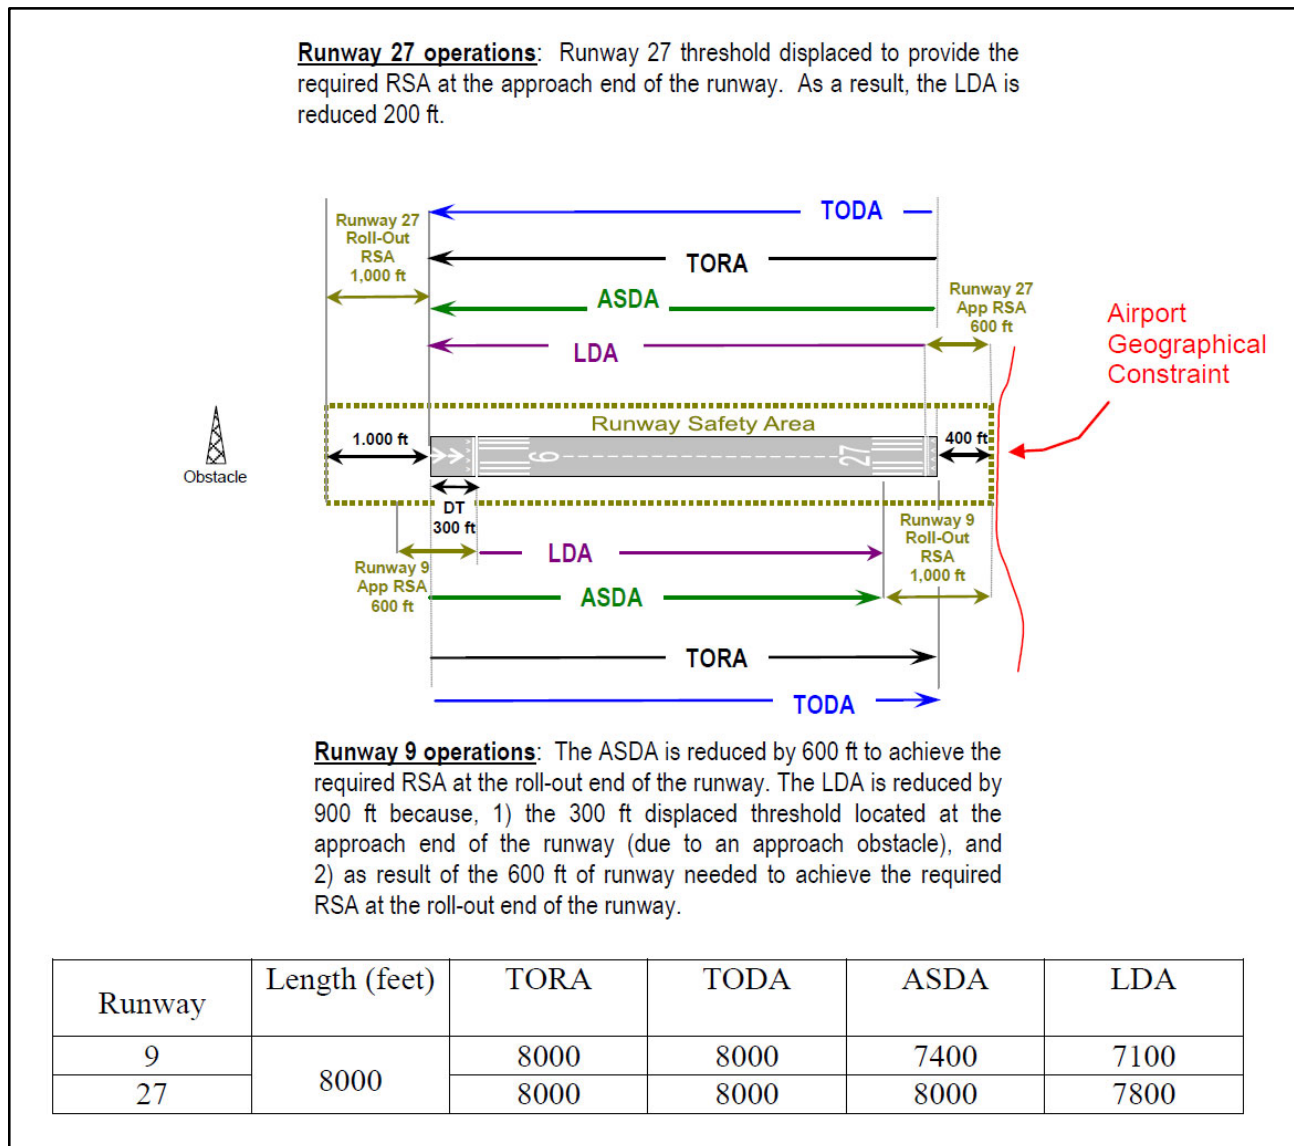 Runway 27 operations: Runway 27 threshold displaced to provide the
required RSA at the approach end of the runway. As a result, the LDA is
reduced 200 ft.
TODA
Runway 27
Roll-Out
RSA
1,000 ft
TORA
Runway 27
App RSA
600 ft
ASDA
Airport
Geographical
Constraint
LDA
Runway Safety Area
1.000 ft
6
27
400 ft
Obstacle
DT
300 ft
Runway 9
Roll-Out
RSA
1,000 ft
LDA
Runway 9
App RSA
600 ft
ASDA
TORA
TODA
Runway 9 operations: The ASDA is reduced by 600 ft to achieve the
required RSA at the roll-out end of the runway. The LDA is reduced by
900 ft because, 1) the 300 ft displaced threshold located at the
approach end of the runway (due to an approach obstacle), and
2) as result of the 600 ft of runway needed to achieve the required
RSA at the roll-out end of the runway.
Runway Length (feet) TORA TODA ASDA LDA
9 8000 8000 8000 7400 7100
27 8000 8000 8000 7800